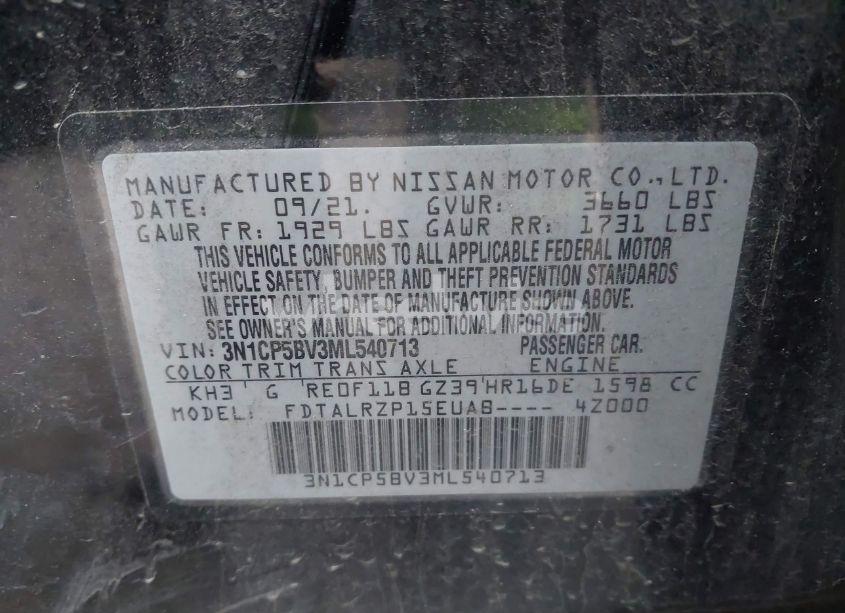 MANUFACTURED BY NISSAN MOTOR CO., LTD.
DATE: 09/21. GVWR: 3660 LBS
GAWR FR: 1929 LBS GAWR RR: 1731 LBS
THIS VEHICLE CONFORMS TO ALL APPLICABLE FEDERAL MOTOR
VEHICLE SAFETY, BUMPER AND THEFT PREVENTION STANDARDS
IN EFFECT ON THE DATE OF MANUFACTURE SHOWN ABOVE.
SEE OWNER'S MANUAL FOR ADDITIONAL INFORMATION.
VIN: 3N1CP5BV3ML540713 PASSENGER CAR.
COLOR TRIM TRANS AXLE ENGINE
KH3 G RE0F11B GZ39 HR16DE 1598 CC
MODEL: FDTALRZP15EUAB---- 4Z000
3N1CP5BV3ML540713